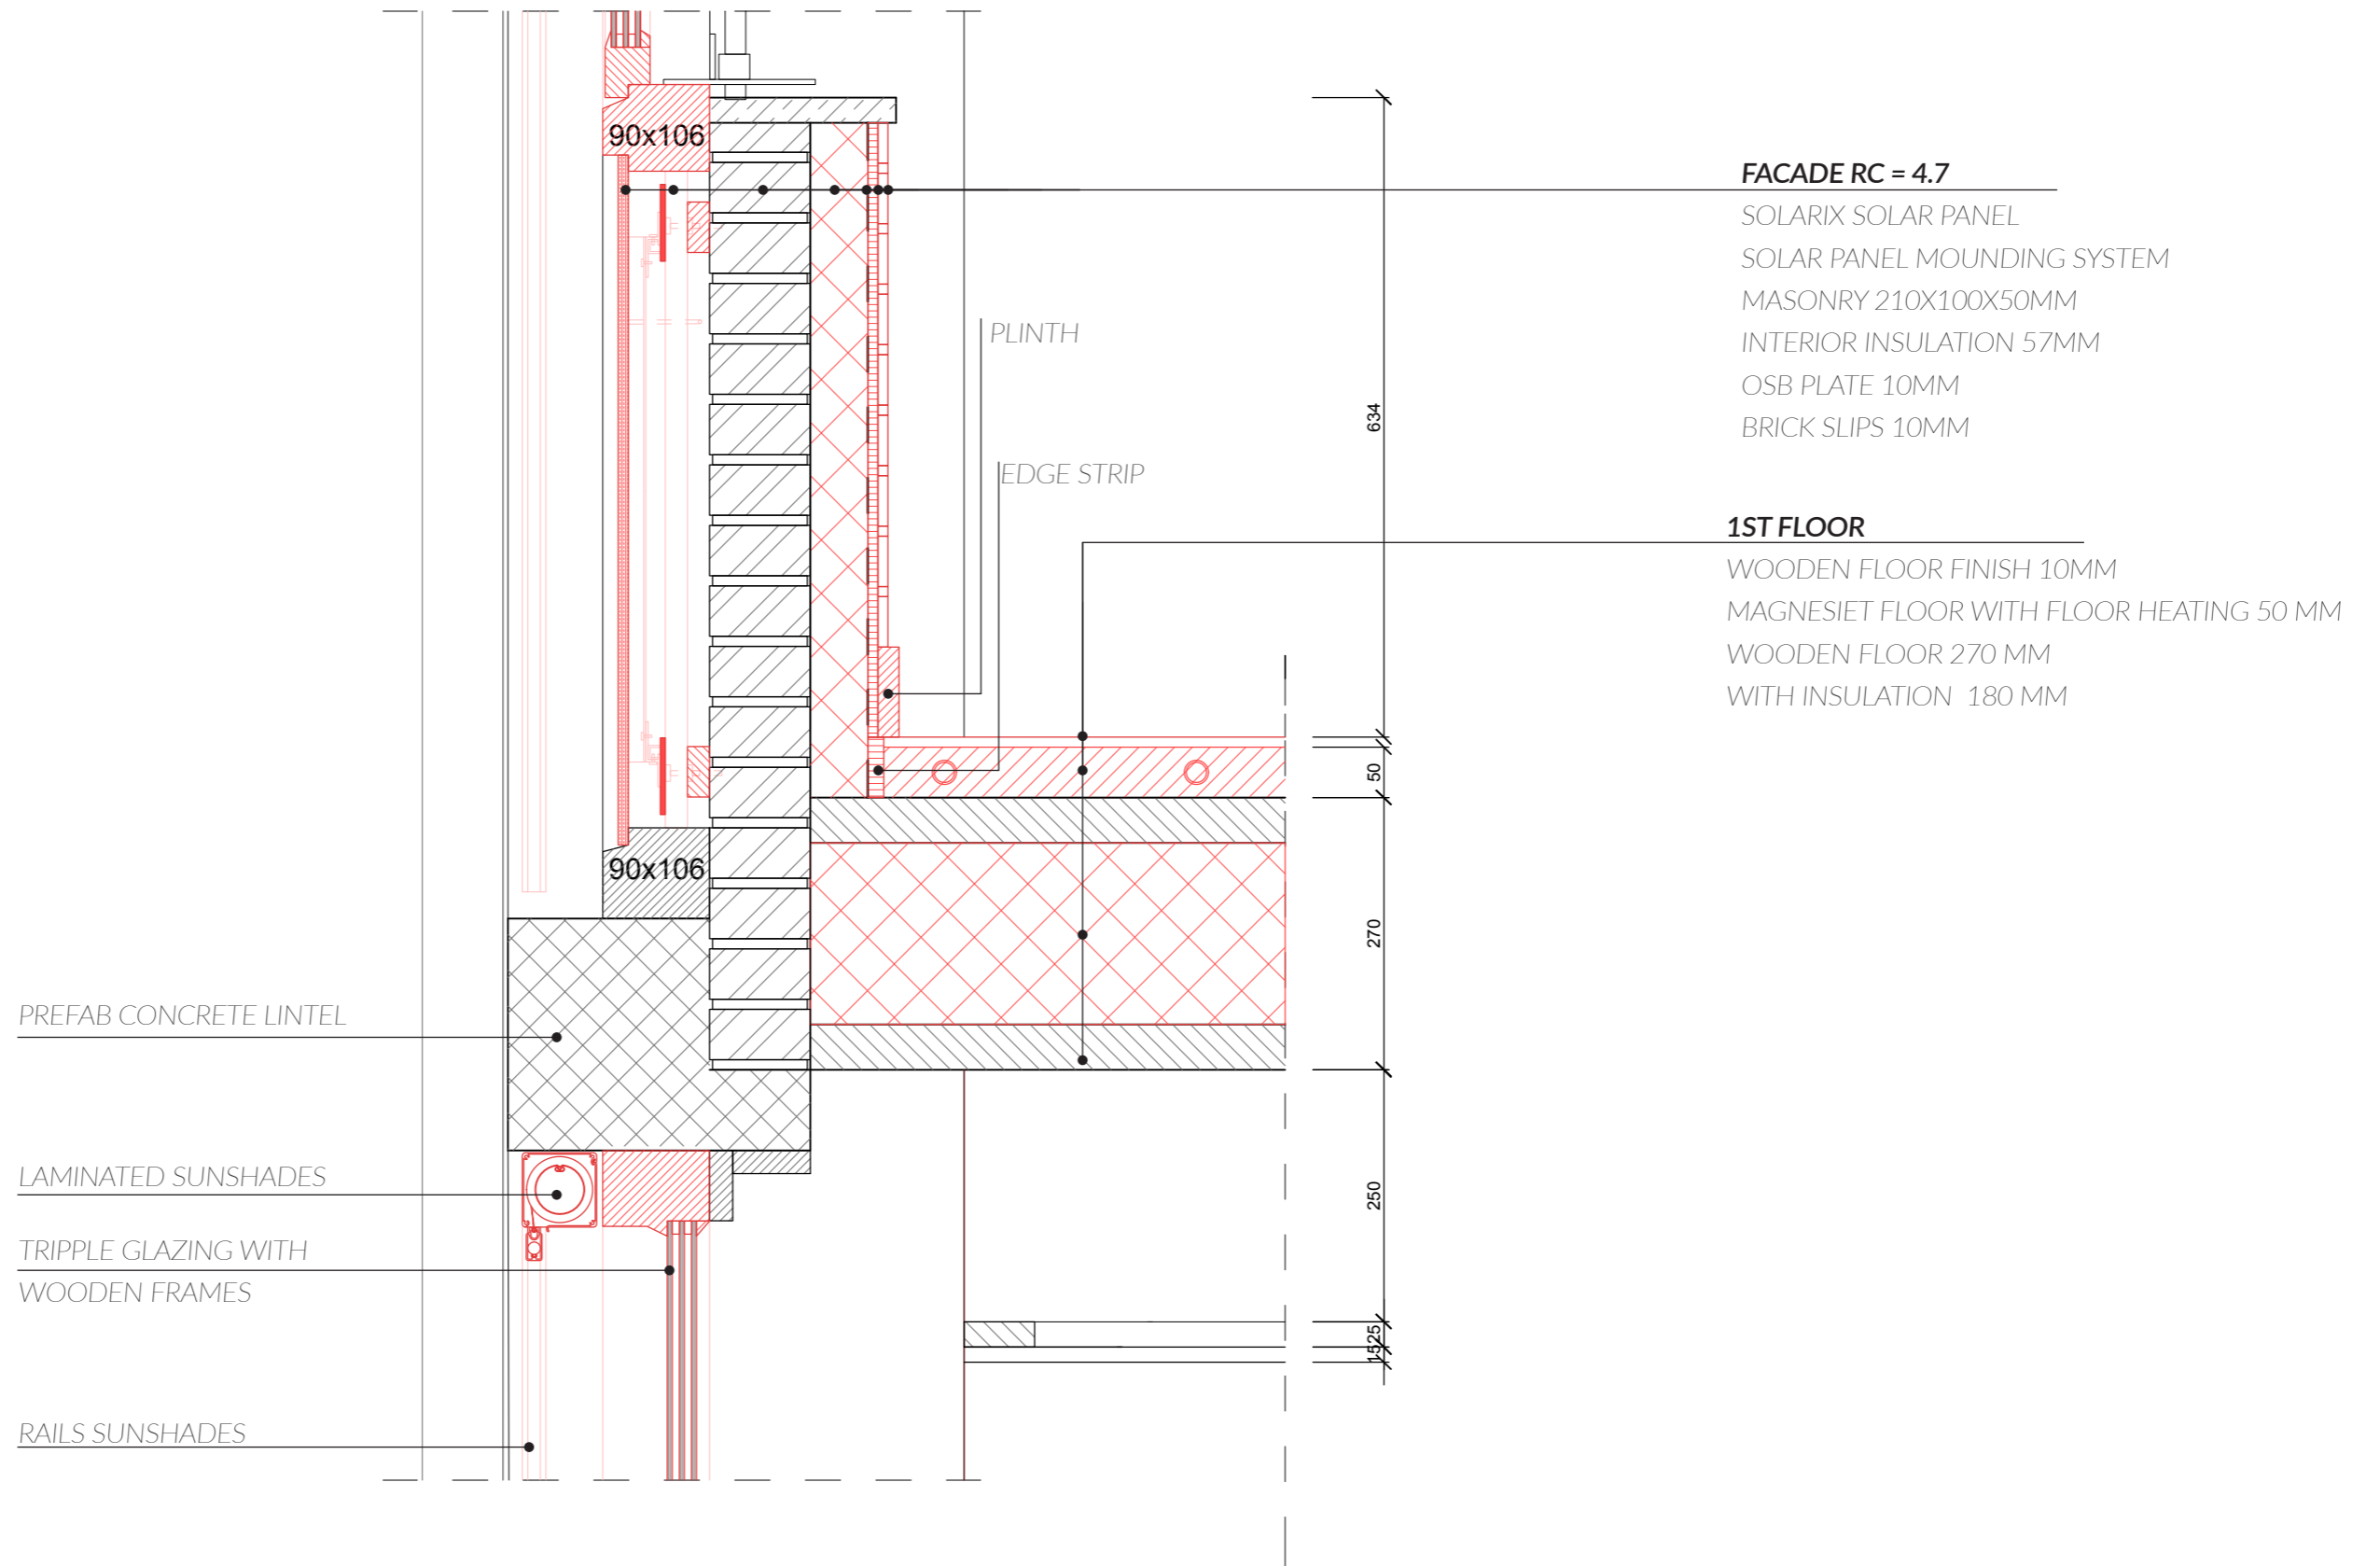 90x106
FACADE RC = 4.7
SOLARIX SOLAR PANEL
SOLAR PANEL MOUNDING SYSTEM
MASONRY 210X100X50MM
INTERIOR INSULATION 57MM
OSB PLATE 10MM
BRICK SLIPS 10MM
PLINTH
634
EDGE STRIP
1ST FLOOR
WOODEN FLOOR FINISH 10MM
MAGNESIET FLOOR WITH FLOOR HEATING 50 MM
WOODEN FLOOR 270 MM
WITH INSULATION  180 MM
50
90x106
270
PREFAB CONCRETE LINTEL
LAMINATED SUNSHADES
250
TRIPPLE GLAZING WITH
WOODEN FRAMES
25
15
RAILS SUNSHADES